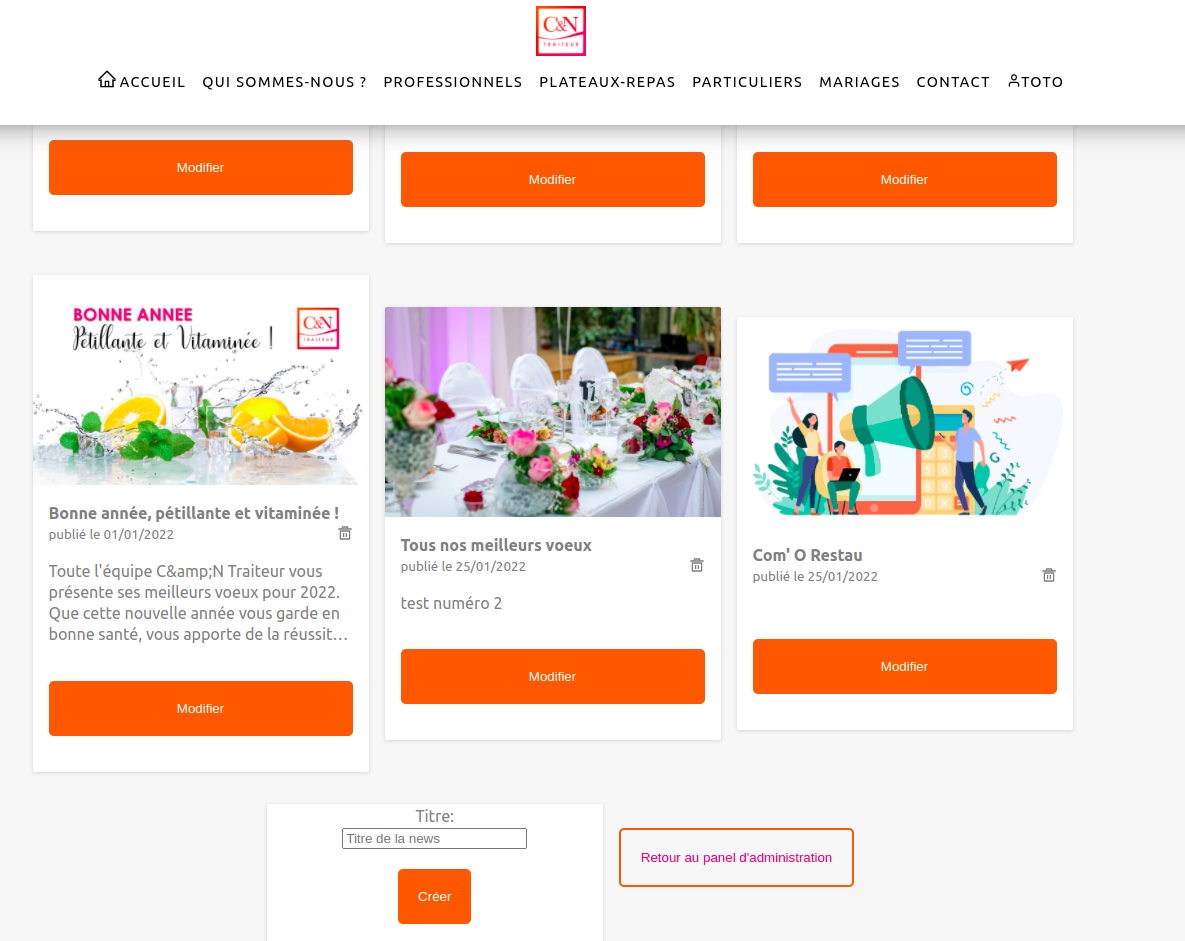 C&N
TRAITEUR
ACCUEIL QUI SOMMES-NOUS ? PROFESSIONNELS PLATEAUX-REPAS PARTICULIERS MARIAGES CONTACT TOTO
Modifier
Modifier
Modifier
BONNE ANNEE
Pétillante et Vitaminée !
C&N
TRAITEUR
Bonne année, pétillante et vitaminée !
publié le 01/01/2022
Toute l'équipe C&amp;N Traiteur vous
présente ses meilleurs voeux pour 2022.
Que cette nouvelle année vous garde en
bonne santé, vous apporte de la réussit…
Modifier
17
Tous nos meilleurs voeux
publié le 25/01/2022
test numéro 2
Modifier
Com' O Restau
publié le 25/01/2022
Modifier
Titre:
Titre de la news
Créer
Retour au panel d'administration